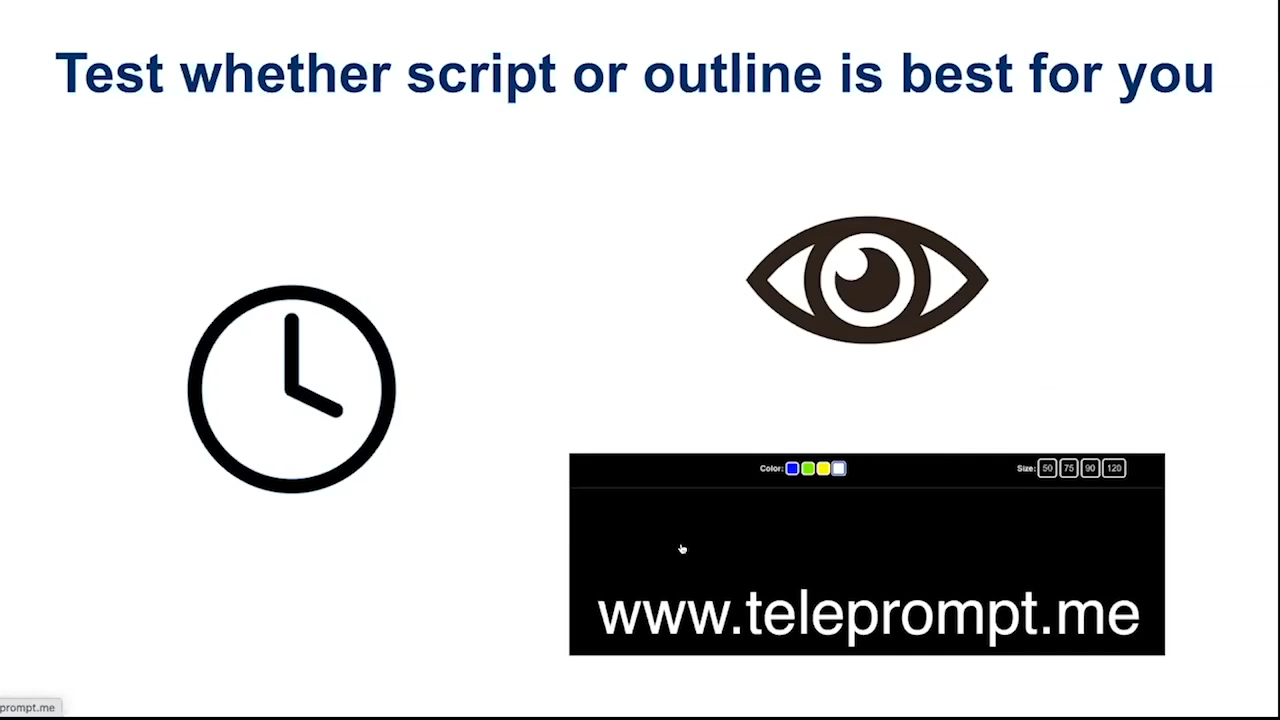 Test whether script or outline is best for you
Color:
Size: 50 75 90 120
www.teleprompt.me
prompt.me